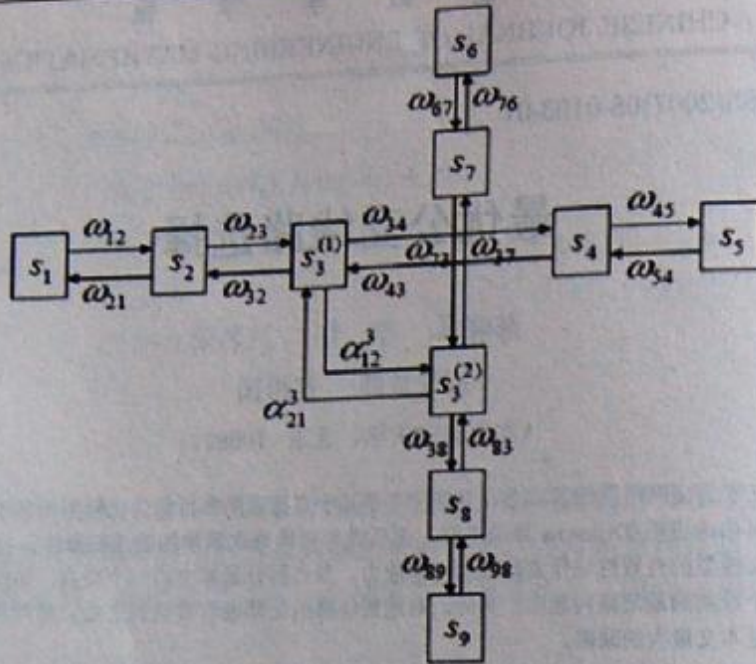 S₆
ω₆₇ ω₇₆
S₇
ω₁₂ ω₂₃ ω₃₄ ω₄₅
S₁ S₂ S₃⁽¹⁾ ω₇₃ ω₃₇ S₄ S₅
ω₂₁ ω₃₂ ω₄₃ ω₅₄
α₁₂³
S₃⁽²⁾
α₂₁³
ω₃₈ ω₈₃
S₈
ω₈₉ ω₉₈
S₉